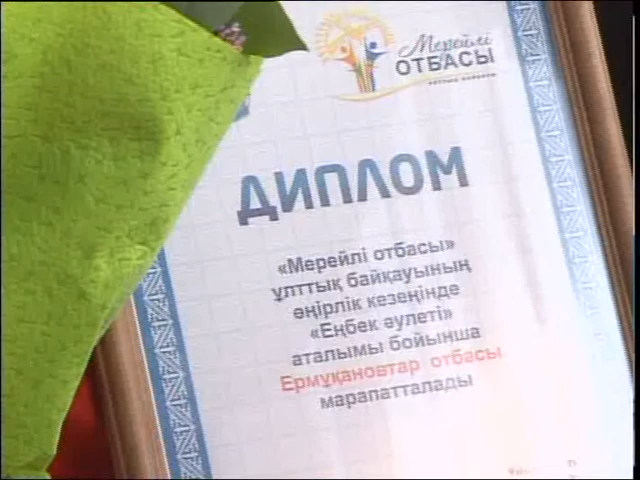 Мерейлі
ОТБАСЫ
ДИПЛОМ
«Мерейлі отбасы»
ұлттық байқауының
өңірлік кезеңінде
«Еңбек әулеті»
аталымы бойынша
Ермұқановтар отбасы
марапатталады